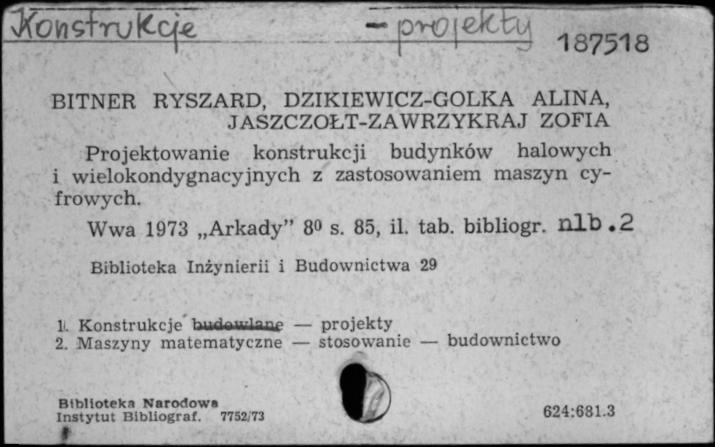 Konstrukcje - projekty 187518
BITNER RYSZARD, DZIKIEWICZ-GOLKA ALINA,
JASZCZOŁT-ZAWRZYKRAJ ZOFIA
Projektowanie konstrukcji budynków halowych
i wielokondygnacyjnych z zastosowaniem maszyn cy-
frowych.
Wwa 1973 „Arkady” 8⁰ s. 85, il. tab. bibliogr. nlb.2
Biblioteka Inżynierii i Budownictwa 29
1. Konstrukcje budowlane — projekty
2. Maszyny matematyczne — stosowanie — budownictwo
Biblioteka Narodowa
Instytut Bibliograf. 7752/73 624:681.3